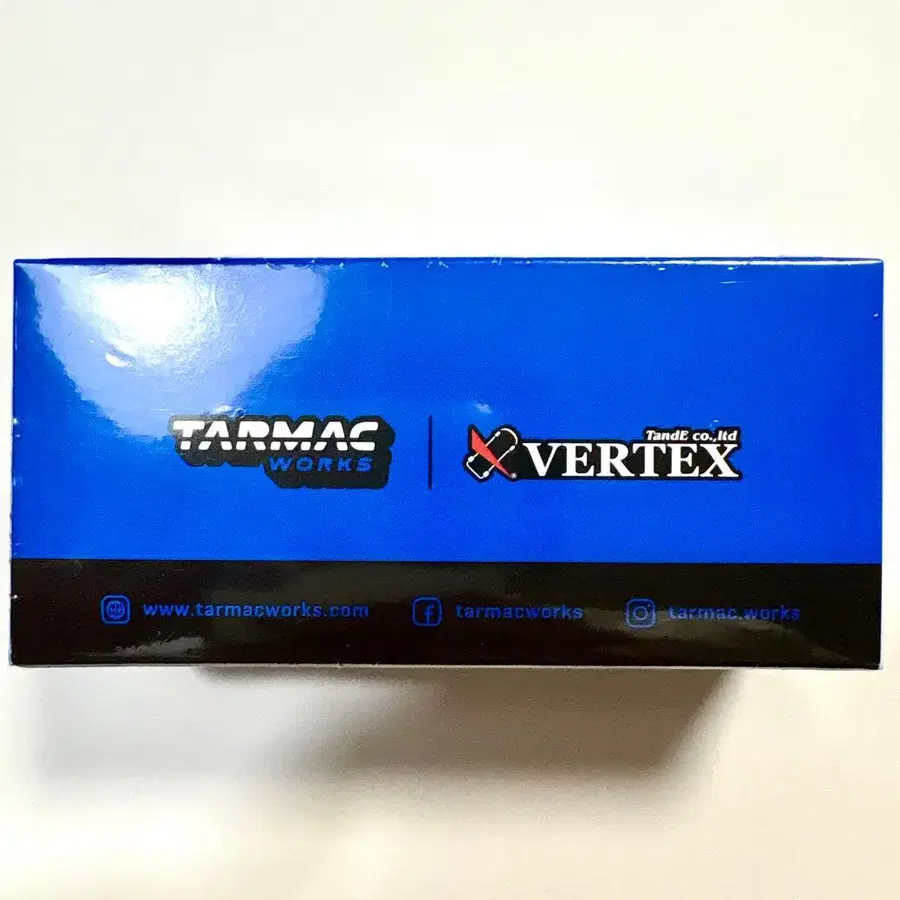 TARMAC
WORKS
TandE co.,ltd
VERTEX
www.tarmacworks.com
tarmacworks
tarmac.works